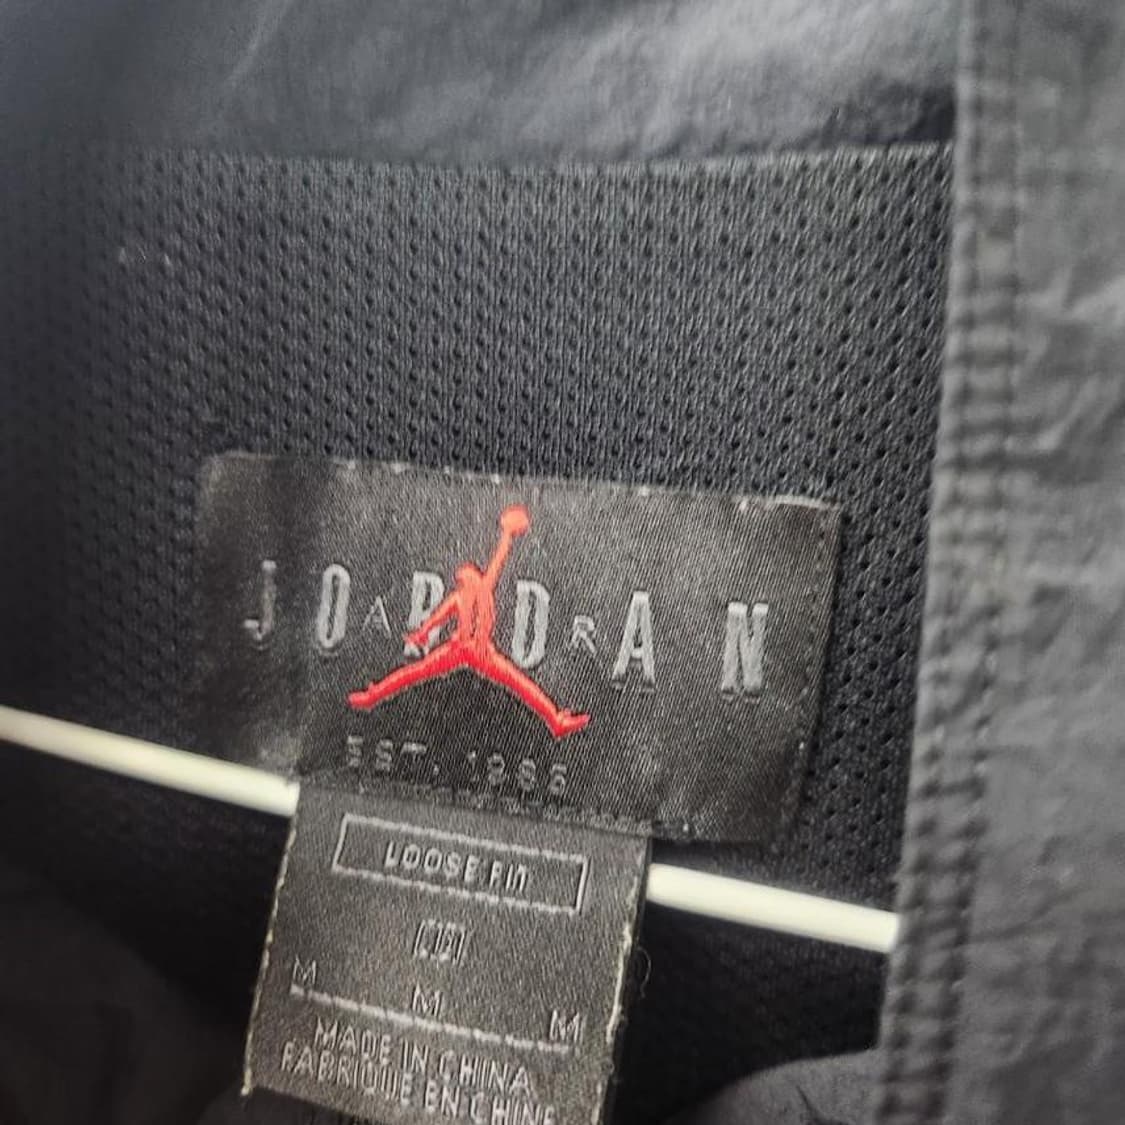 JORDAN
EST. 1985
LOOSE FIT
M M M
MADE IN CHINA
FABRIQUE EN CHINE